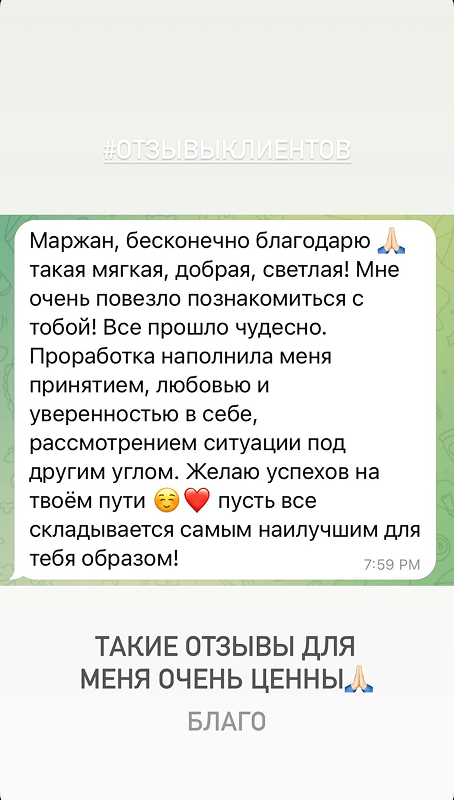 #ОТЗЫВЫКЛИЕНТОВ
Маржан, бесконечно благодарю 🙏🏻
такая мягкая, добрая, светлая! Мне
очень повезло познакомиться с
тобой! Все прошло чудесно.
Проработка наполнила меня
принятием, любовью и
уверенностью в себе,
рассмотрением ситуации под
другим углом. Желаю успехов на
твоём пути ☺️❤️ пусть все
складывается самым наилучшим для
тебя образом!
7:59 PM
ТАКИЕ ОТЗЫВЫ ДЛЯ
МЕНЯ ОЧЕНЬ ЦЕННЫ🙏🏻
БЛАГО